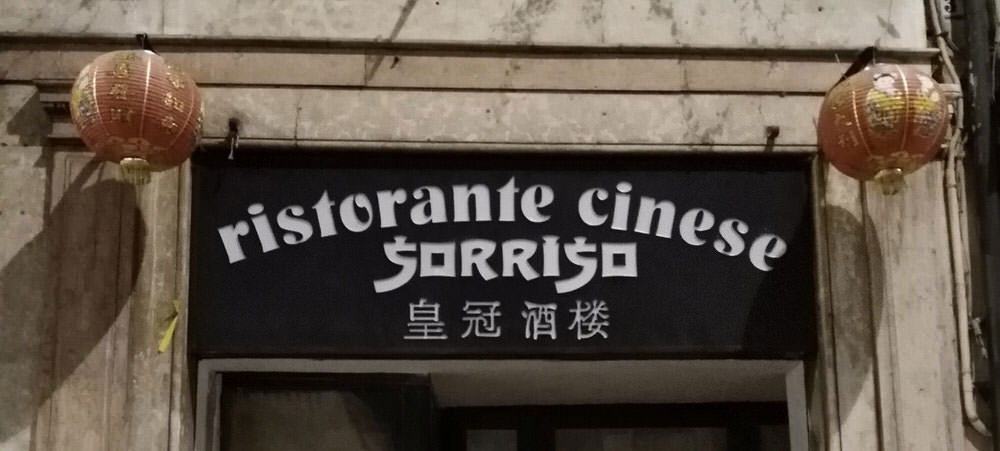 ristorante cinese
SORRISO
皇冠酒楼